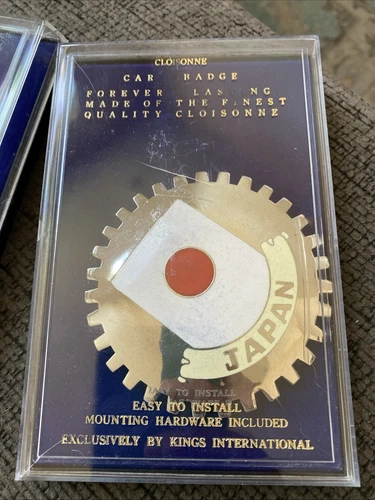 CLOISONNE
CAR BADGE
FOREVER LASTING
MADE OF THE FINEST
QUALITY CLOISONNE
JAPAN
EASY TO INSTALL
MOUNTING HARDWARE INCLUDED
EXCLUSIVELY BY KINGS INTERNATIONAL